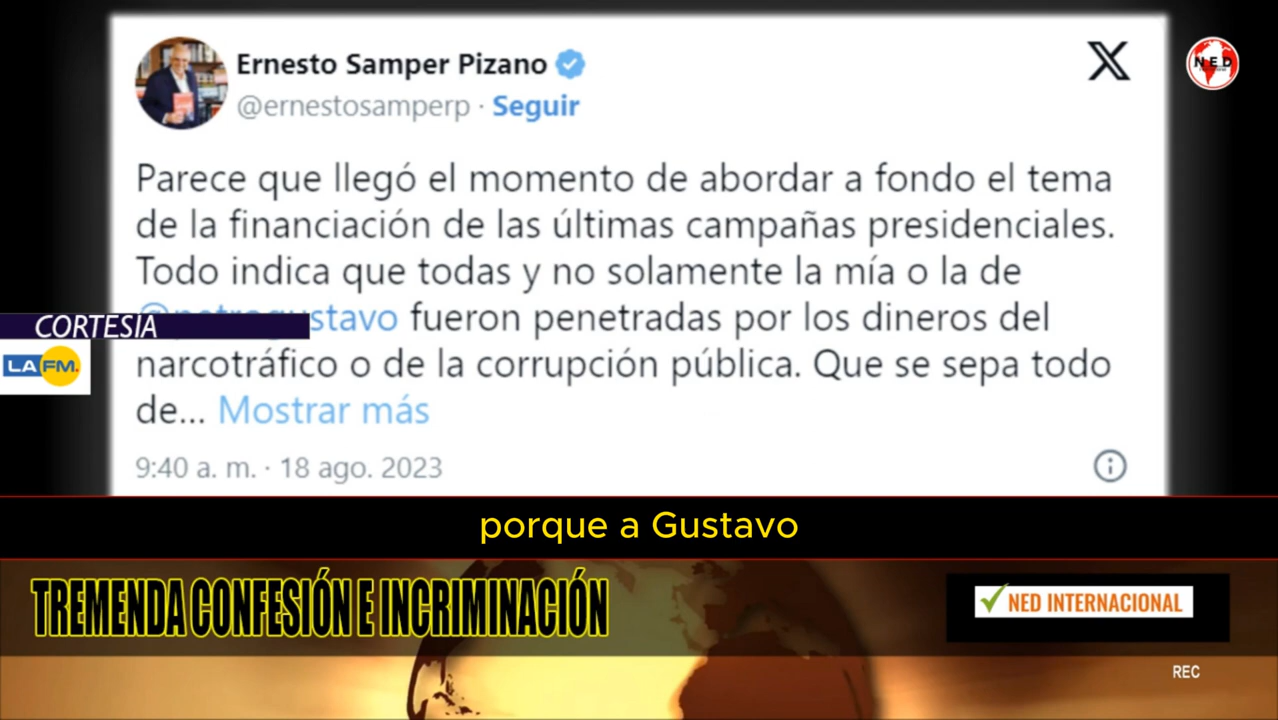 Ernesto Samper Pizano
@ernestosamperp · Seguir
X
NED
Parece que llegó el momento de abordar a fondo el tema
de la financiación de las últimas campañas presidenciales.
Todo indica que todas y no solamente la mía o la de
@petrogustavo fueron penetradas por los dineros del
CORTESIA
LA FM.
narcotráfico o de la corrupción pública. Que se sepa todo
de... Mostrar más
9:40 a. m. · 18 ago. 2023
porque a Gustavo
TREMENDA CONFESIÓN E INCRIMINACIÓN
NED INTERNACIONAL
REC